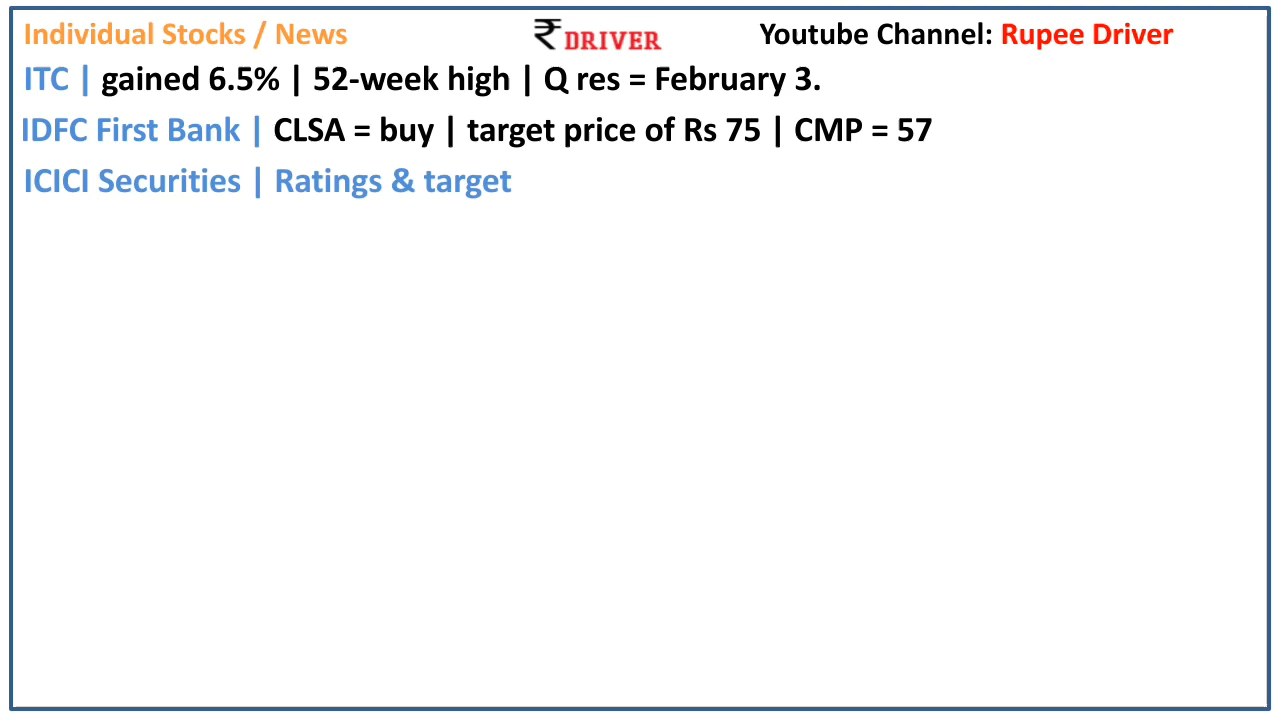 Individual Stocks / News ₹ DRIVER Youtube Channel: Rupee Driver
ITC | gained 6.5% | 52-week high | Q res = February 3.
IDFC First Bank | CLSA = buy | target price of Rs 75 | CMP = 57
ICICI Securities | Ratings & target